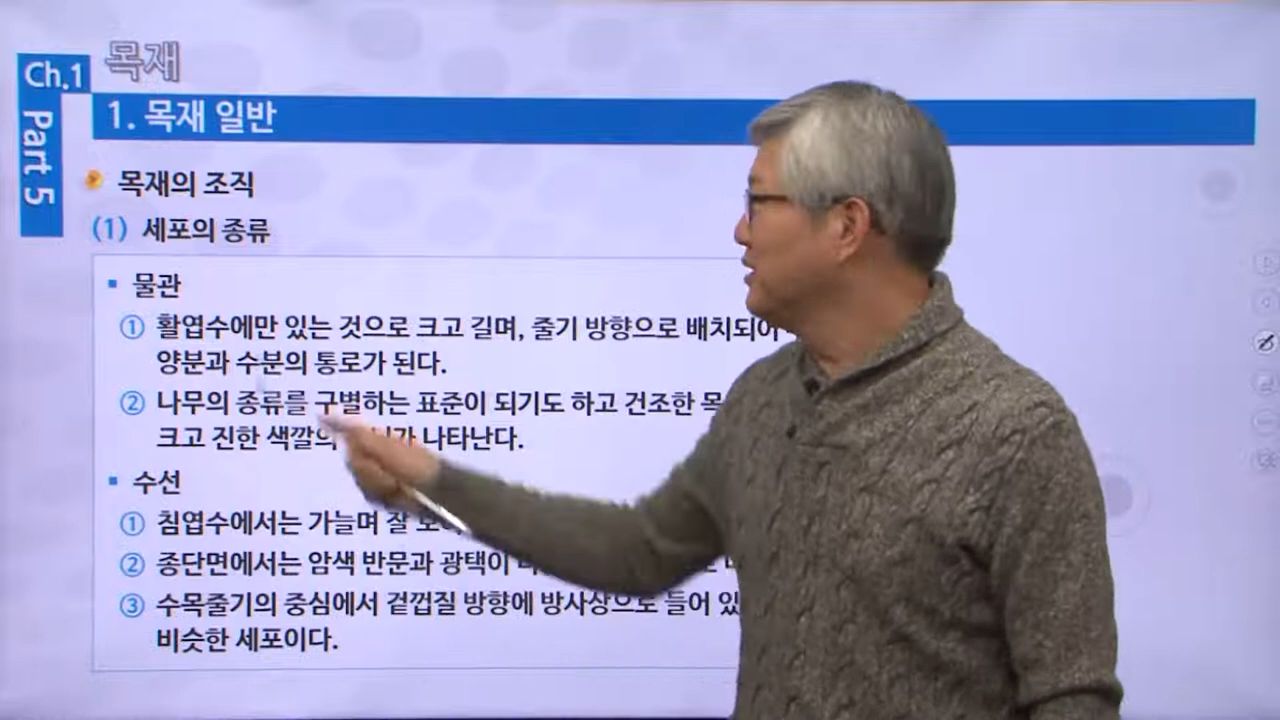 Ch.1
목재
Part 5
1. 목재 일반
목재의 조직
(1) 세포의 종류
▪ 물관
① 활엽수에만 있는 것으로 크고 길며, 줄기 방향으로 배치되어
양분과 수분의 통로가 된다.
② 나무의 종류를 구별하는 표준이 되기도 하고 건조한
크고 진한 색깔의 나타난다.
▪ 수선
① 침엽수에서는 가늘며 잘
② 종단면에서는 암색 반문과 광택이
③ 수목줄기의 중심에서 겉껍질 방향에 방사상으로 들어
비슷한 세포이다.